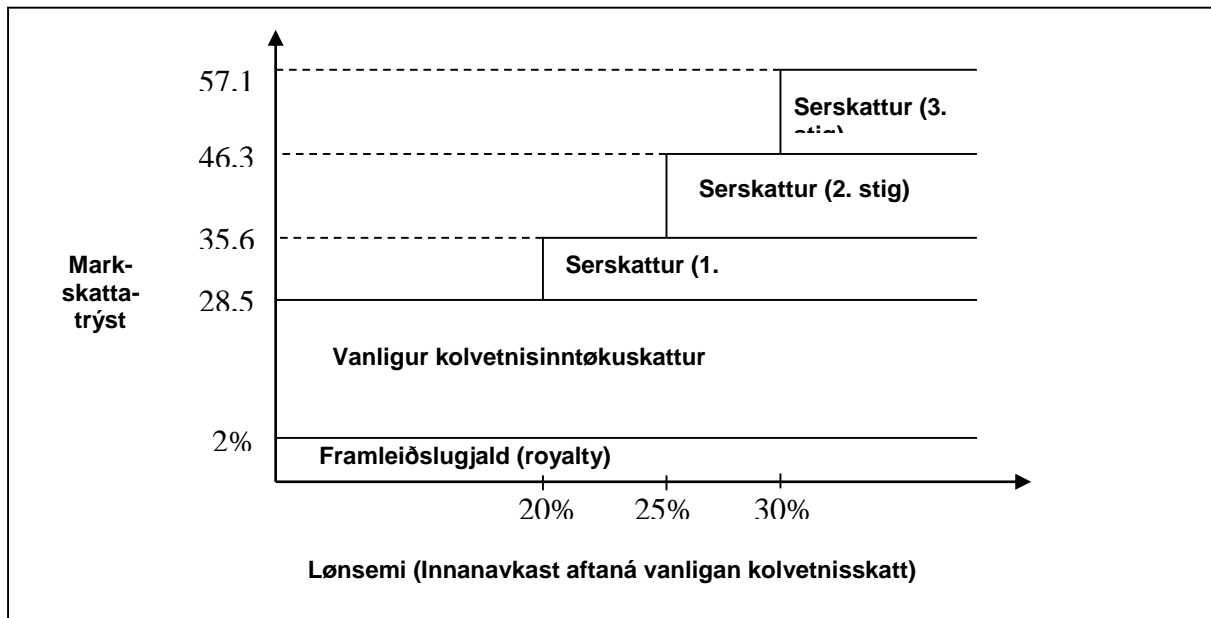 57.1
Serskattur (3.
stig)
46.3
Serskattur (2. stig)
35.6
Serskattur (1.
Mark-
skatta-
trýst
28.5
Vanligur kolvetnisinntøkuskattur
2%
Framleiðslugjald (royalty)
20% 25% 30%
Lønsemi (Innanavkast aftaná vanligan kolvetnisskatt)